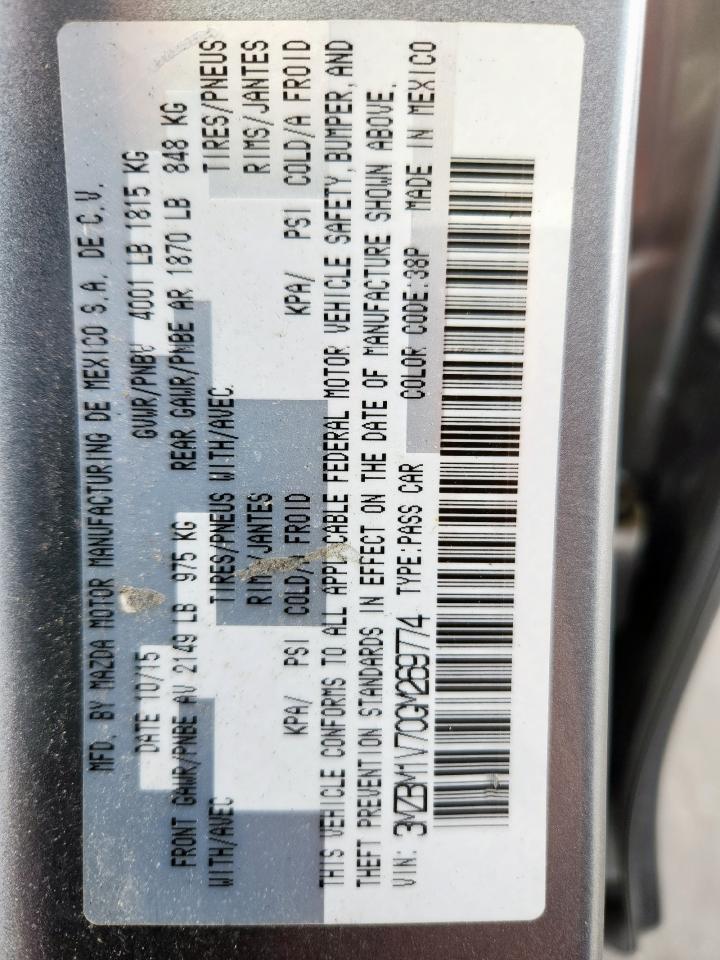 MFD. BY MAZDA MOTOR MANUFACTURING DE MEXICO S.A. DE C.V.
DATE 10/15 GVWR/PNBV 4001 LB 1815 KG
FRONT GAWR/PNBE AV 2149 LB 975 KG REAR GAWR/PNBE AR 1870 LB 848 KG
WITH/AVEC TIRES/PNEUS WITH/AVEC TIRES/PNEUS
RIMS/JANTES RIMS/JANTES
KPA/ PSI COLD/A FROID KPA/ PSI COLD/A FROID
THIS VEHICLE CONFORMS TO ALL APPLICABLE FEDERAL MOTOR VEHICLE SAFETY, BUMPER, AND
THEFT PREVENTION STANDARDS IN EFFECT ON THE DATE OF MANUFACTURE SHOWN ABOVE.
VIN: 3MZBM1V70GM269774 TYPE:PASS CAR COLOR CODE:38P MADE IN MEXICO